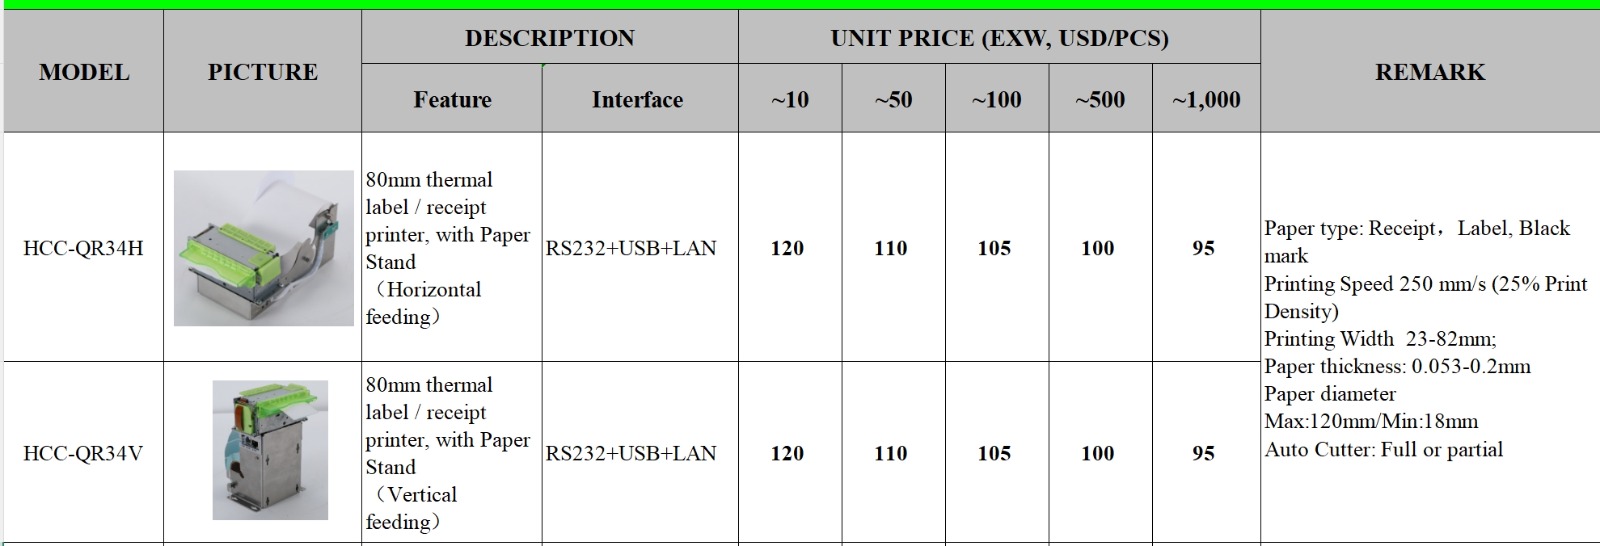 MODEL
PICTURE
DESCRIPTION
UNIT PRICE (EXW, USD/PCS)
REMARK
Feature
Interface
~10
~50
~100
~500
~1,000
HCC-QR34H
80mm thermal
label / receipt
printer, with Paper
Stand
（Horizontal
feeding）
RS232+USB+LAN
120
110
105
100
95
HCC-QR34V
80mm thermal
label / receipt
printer, with Paper
Stand
（Vertical
feeding）
RS232+USB+LAN
120
110
105
100
95
Paper type: Receipt，Label, Black
mark
Printing Speed 250 mm/s (25% Print
Density)
Printing Width  23-82mm;
Paper thickness: 0.053-0.2mm
Paper diameter
Max:120mm/Min:18mm
Auto Cutter: Full or partial